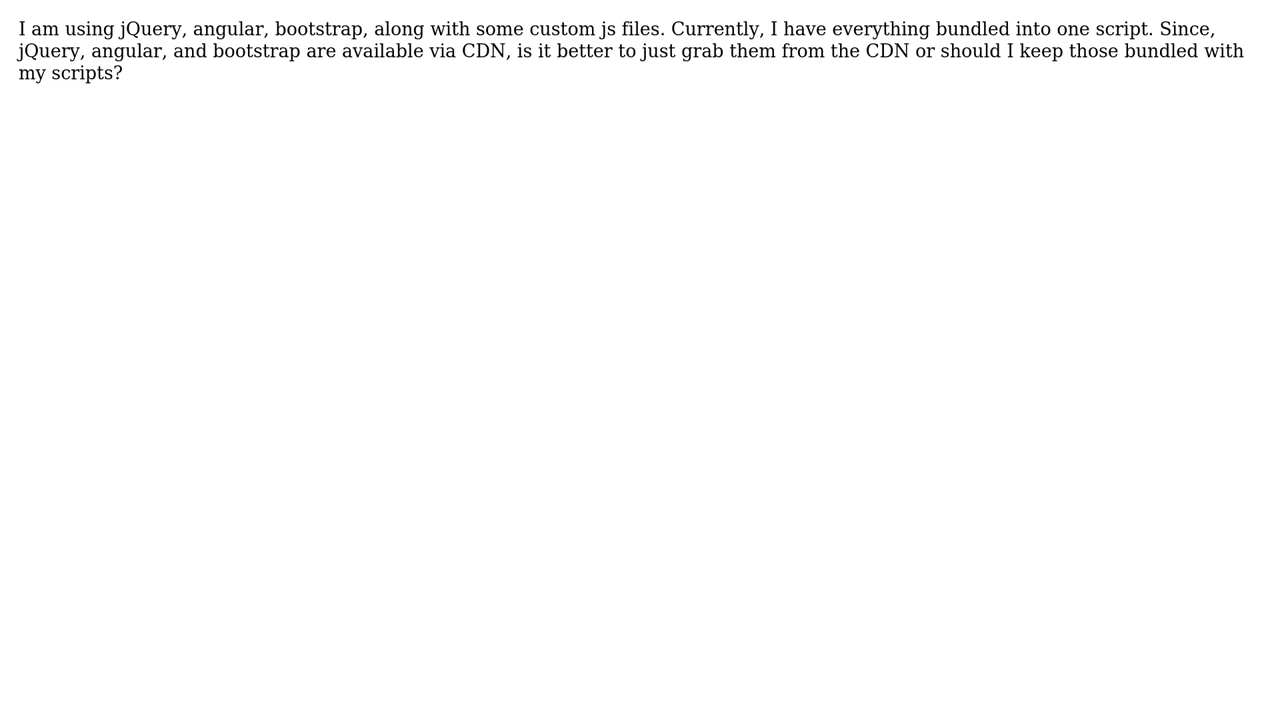 I am using jQuery, angular, bootstrap, along with some custom js files. Currently, I have everything bundled into one script. Since,
jQuery, angular, and bootstrap are available via CDN, is it better to just grab them from the CDN or should I keep those bundled with
my scripts?